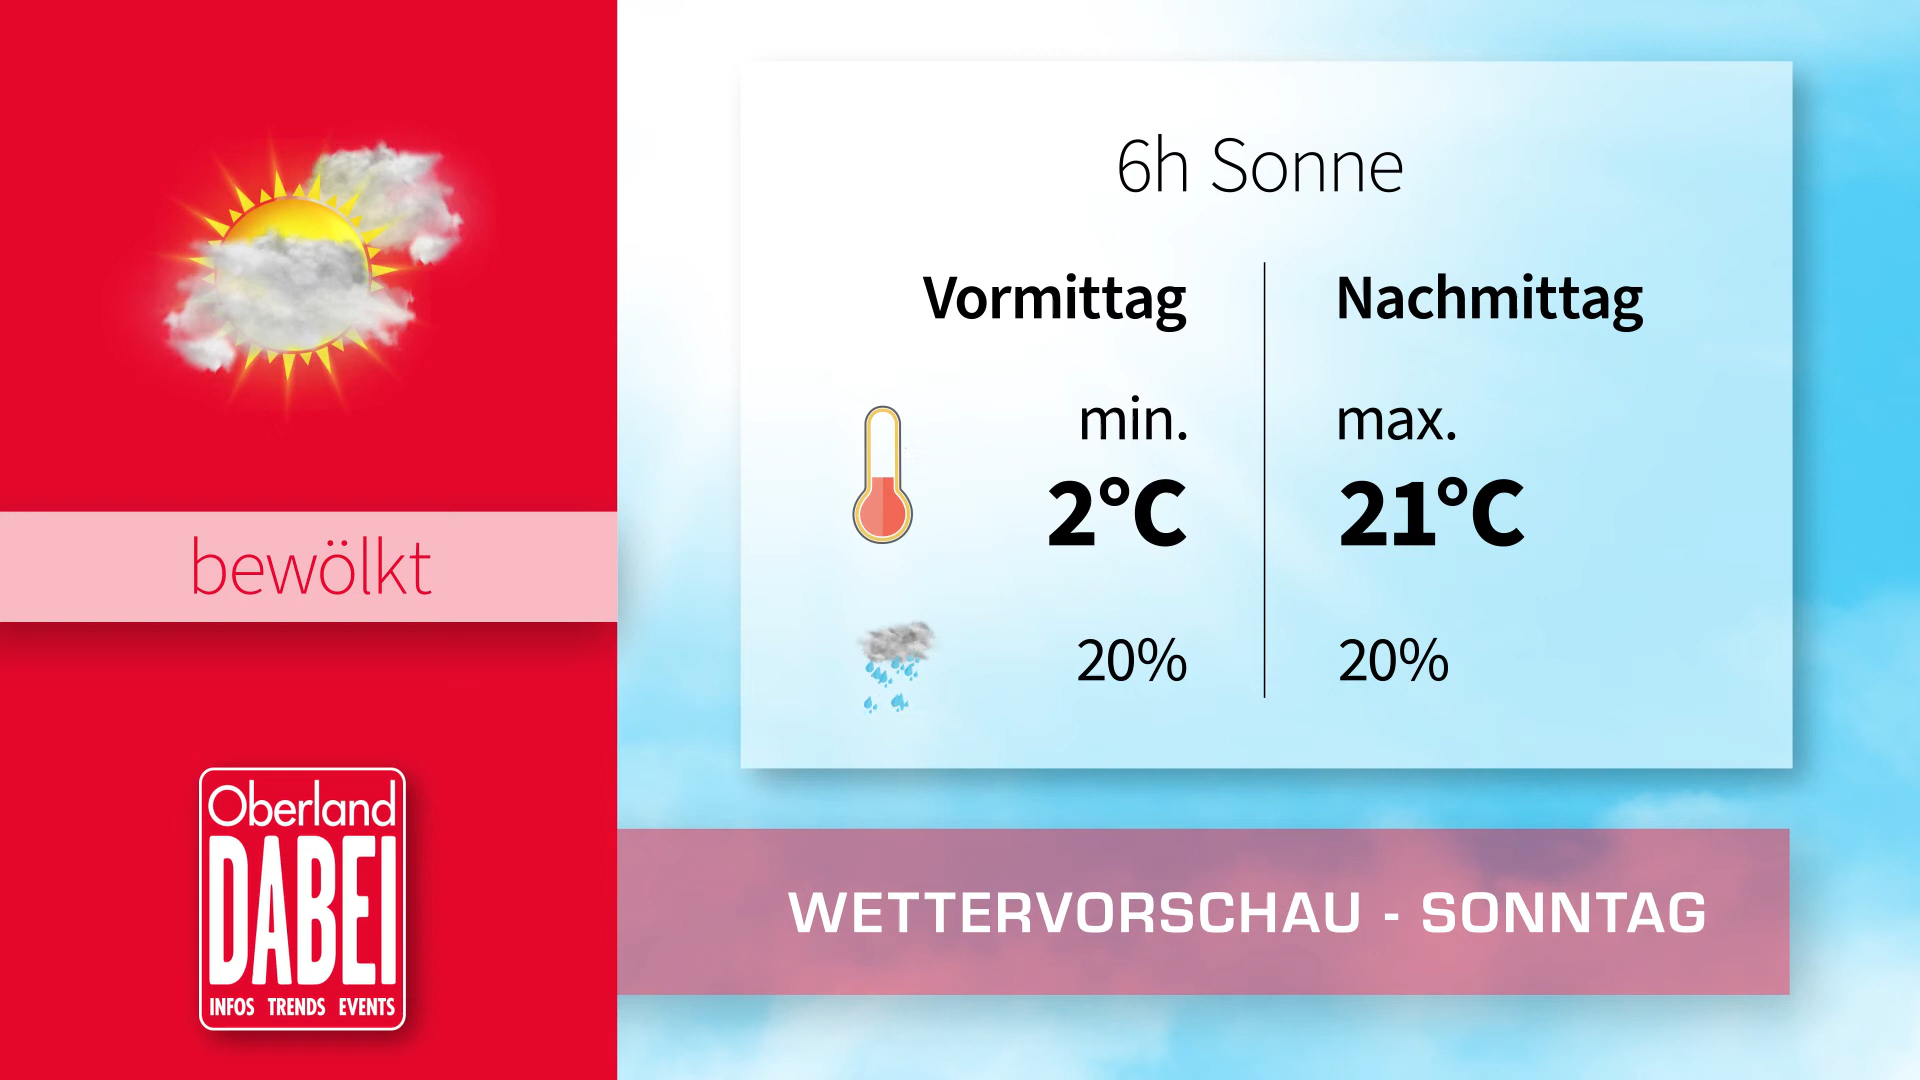 bewölkt
Oberland
DABEI
INFOS TRENDS EVENTS
6h Sonne
Vormittag
Nachmittag
min.
max.
2°C
21°C
20%
20%
WETTERVORSCHAU - SONNTAG